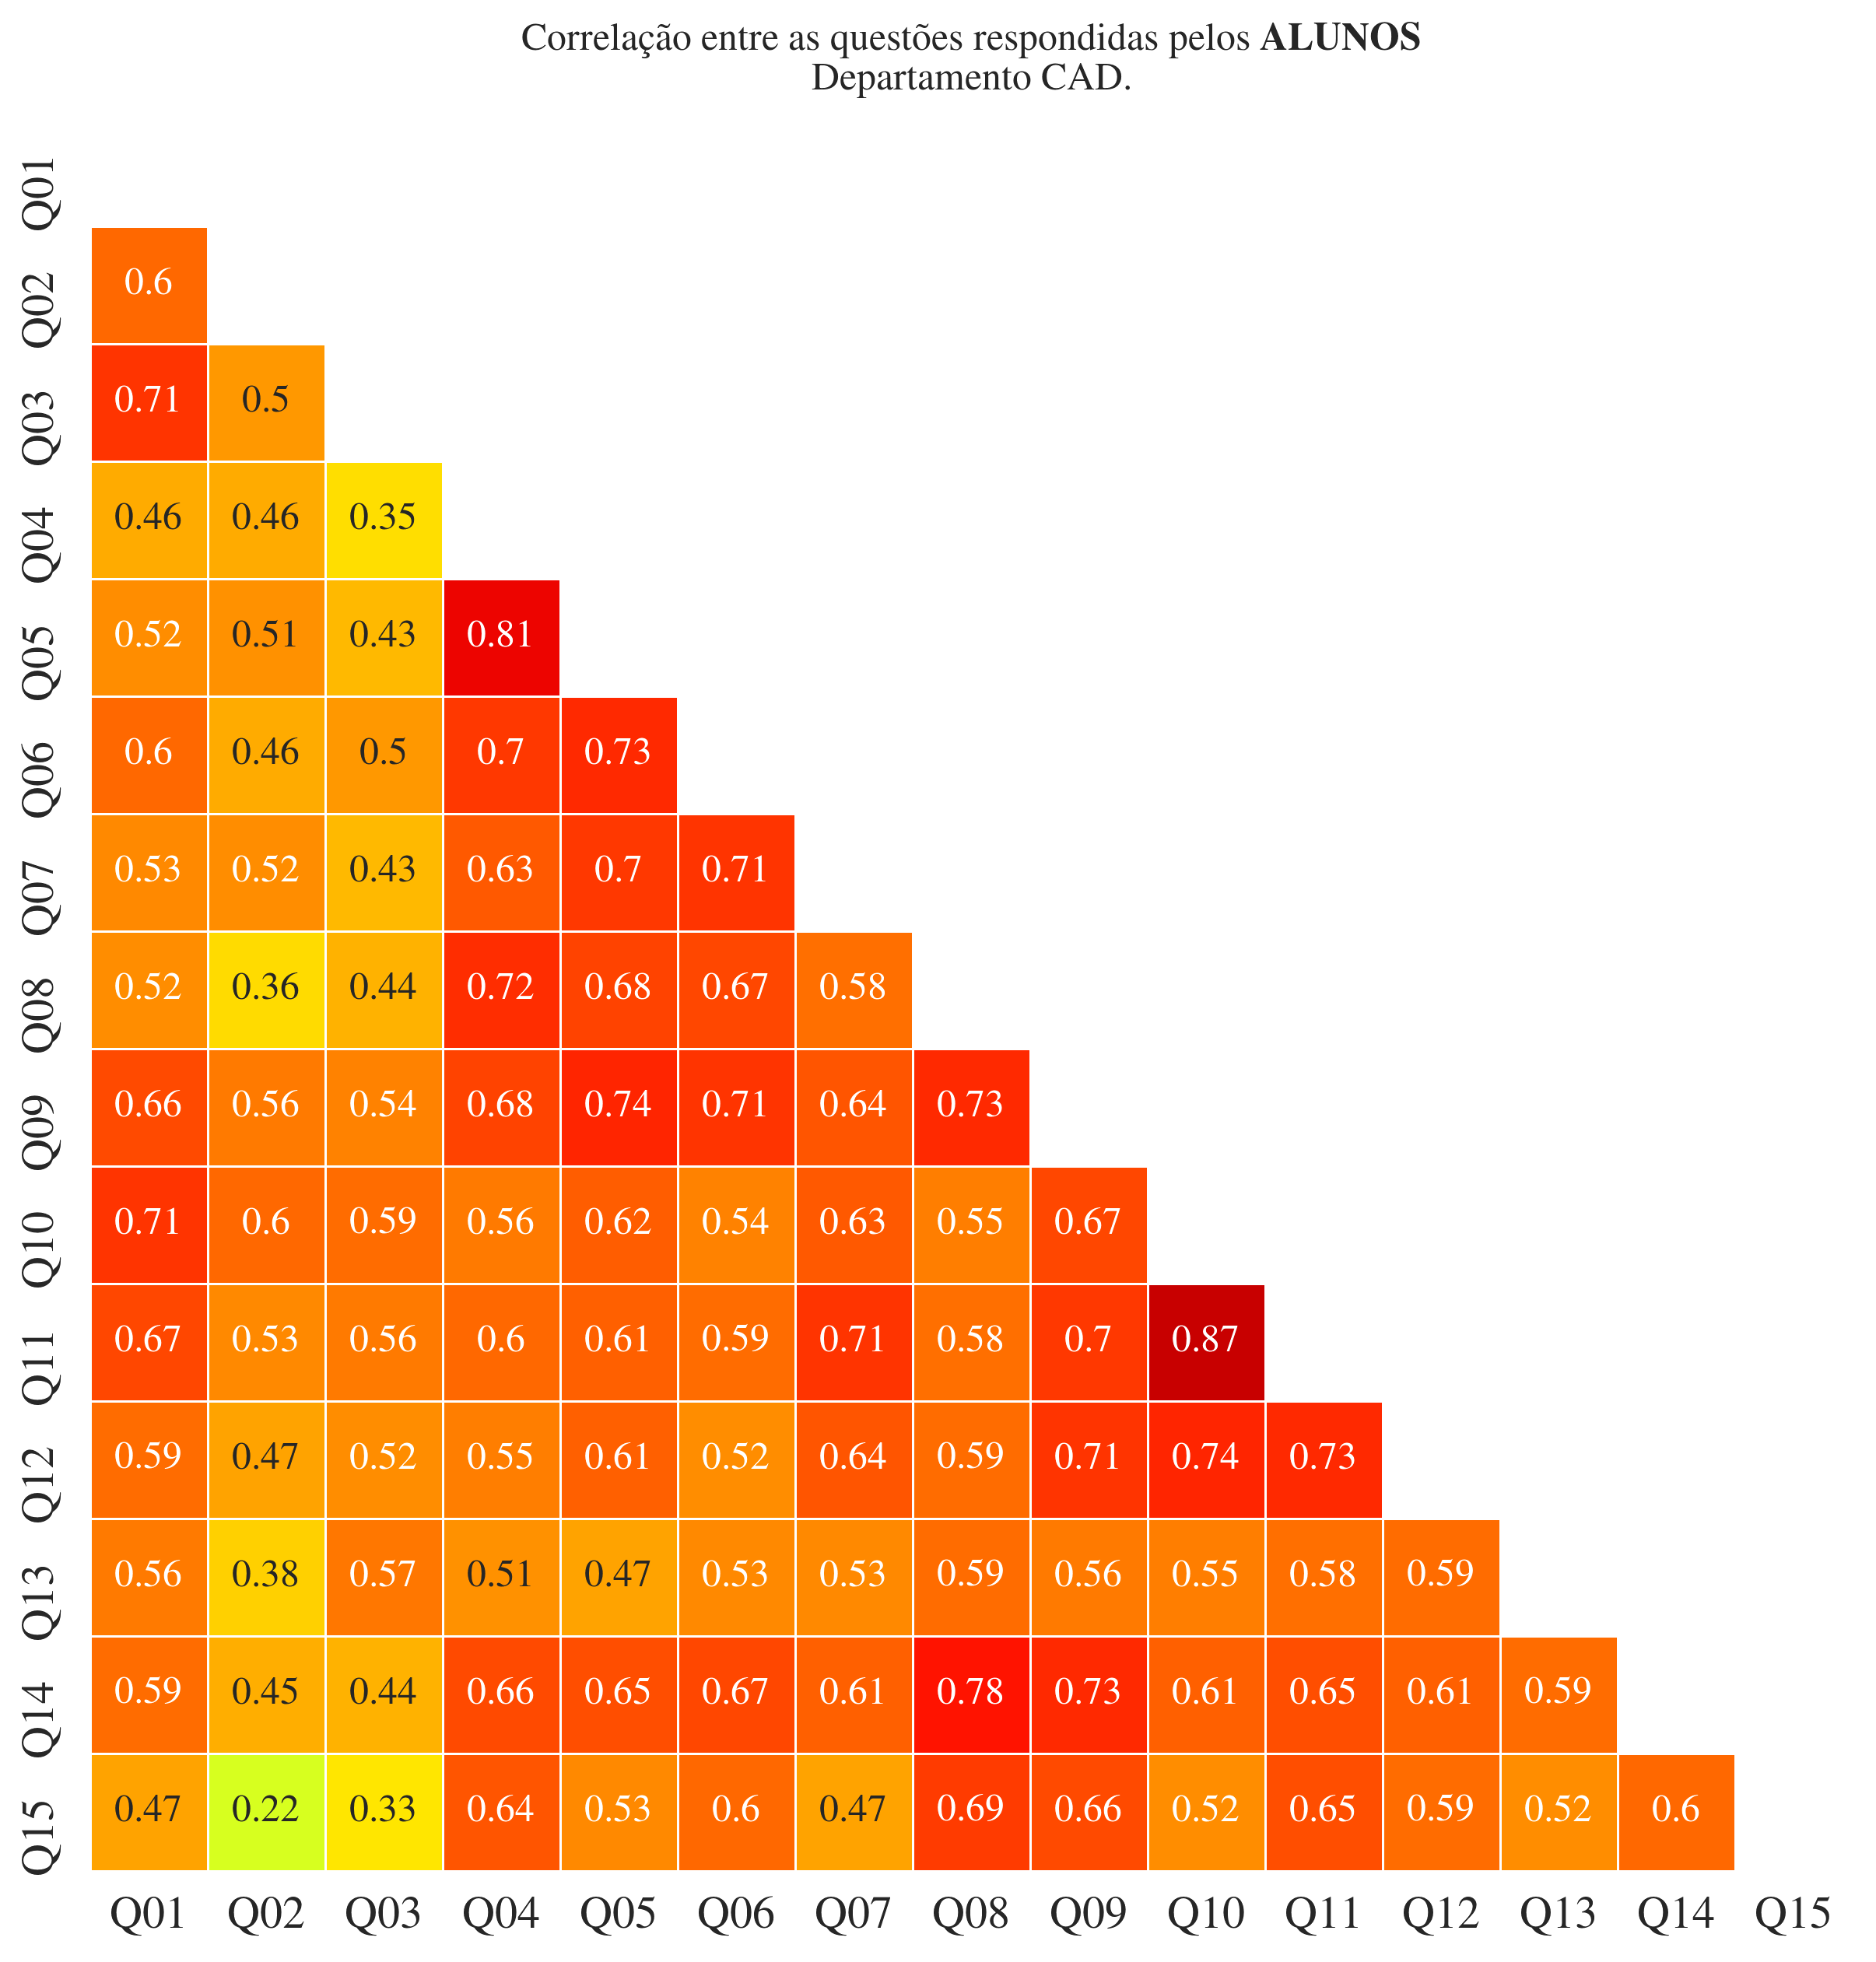 Correlação entre as questões respondidas pelos ALUNOS
Departamento CAD.
Q01
Q02 0.6
Q03 0.71 0.5
Q04 0.46 0.46 0.35
Q05 0.52 0.51 0.43 0.81
Q06 0.6 0.46 0.5 0.7 0.73
Q07 0.53 0.52 0.43 0.63 0.7 0.71
Q08 0.52 0.36 0.44 0.72 0.68 0.67 0.58
Q09 0.66 0.56 0.54 0.68 0.74 0.71 0.64 0.73
Q10 0.71 0.6 0.59 0.56 0.62 0.54 0.63 0.55 0.67
Q11 0.67 0.53 0.56 0.6 0.61 0.59 0.71 0.58 0.7 0.87
Q12 0.59 0.47 0.52 0.55 0.61 0.52 0.64 0.59 0.71 0.74 0.73
Q13 0.56 0.38 0.57 0.51 0.47 0.53 0.53 0.59 0.56 0.55 0.58 0.59
Q14 0.59 0.45 0.44 0.66 0.65 0.67 0.61 0.78 0.73 0.61 0.65 0.61 0.59
Q15 0.47 0.22 0.33 0.64 0.53 0.6 0.47 0.69 0.66 0.52 0.65 0.59 0.52 0.6
Q01 Q02 Q03 Q04 Q05 Q06 Q07 Q08 Q09 Q10 Q11 Q12 Q13 Q14 Q15